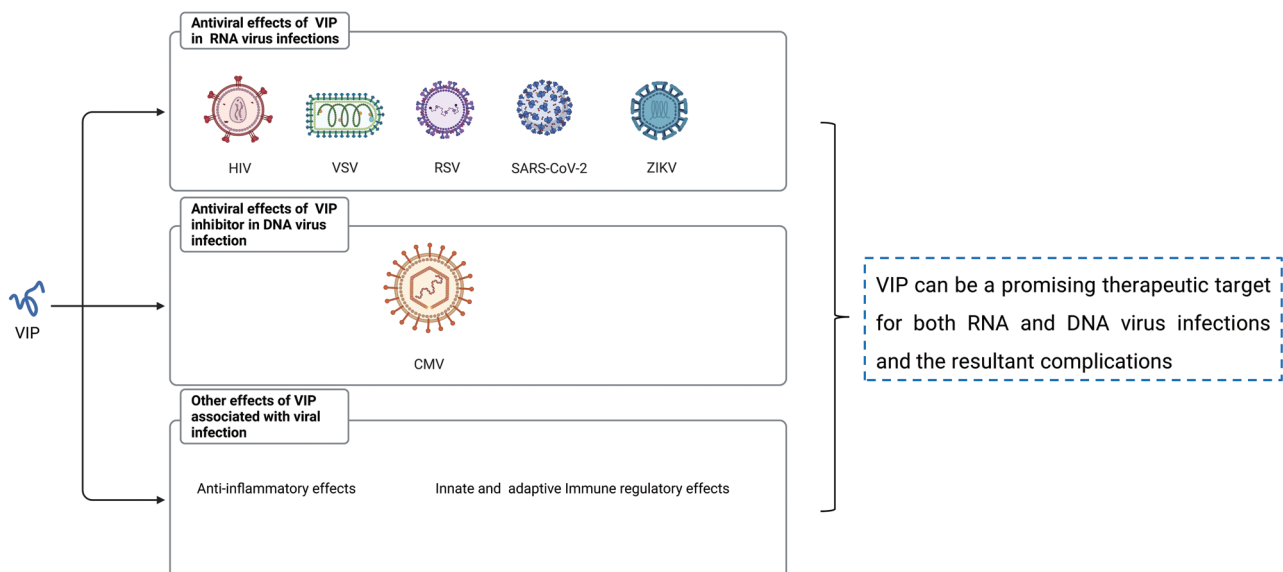 Antiviral effects of VIP
in RNA virus infections
HIV
VSV
RSV
SARS-CoV-2
ZIKV
Antiviral effects of VIP
inhibitor in DNA virus
infection
CMV
VIP
Other effects of VIP
associated with viral
infection
Anti-inflammatory effects
Innate and adaptive Immune regulatory effects
VIP can be a promising therapeutic target
for both RNA and DNA virus infections
and the resultant complications